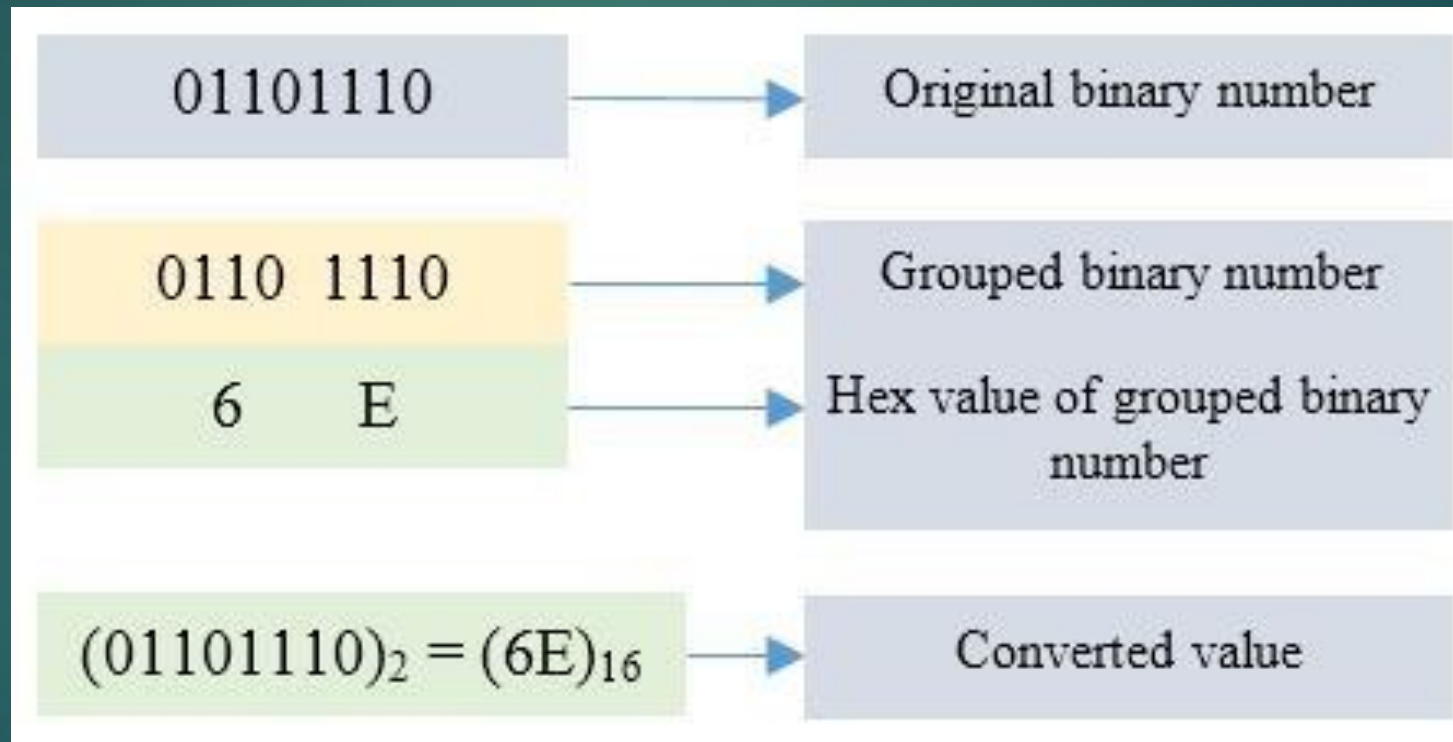 01101110
Original binary number
0110 1110
Grouped binary number
6 E
Hex value of grouped binary
number
(01101110)₂ = (6E)₁₆
Converted value